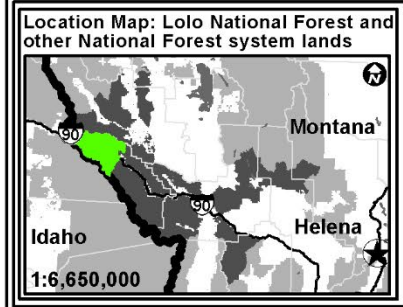 Location Map: Lolo National Forest and
other National Forest system lands
N
90
Montana
90
Helena
Idaho
1:6,650,000